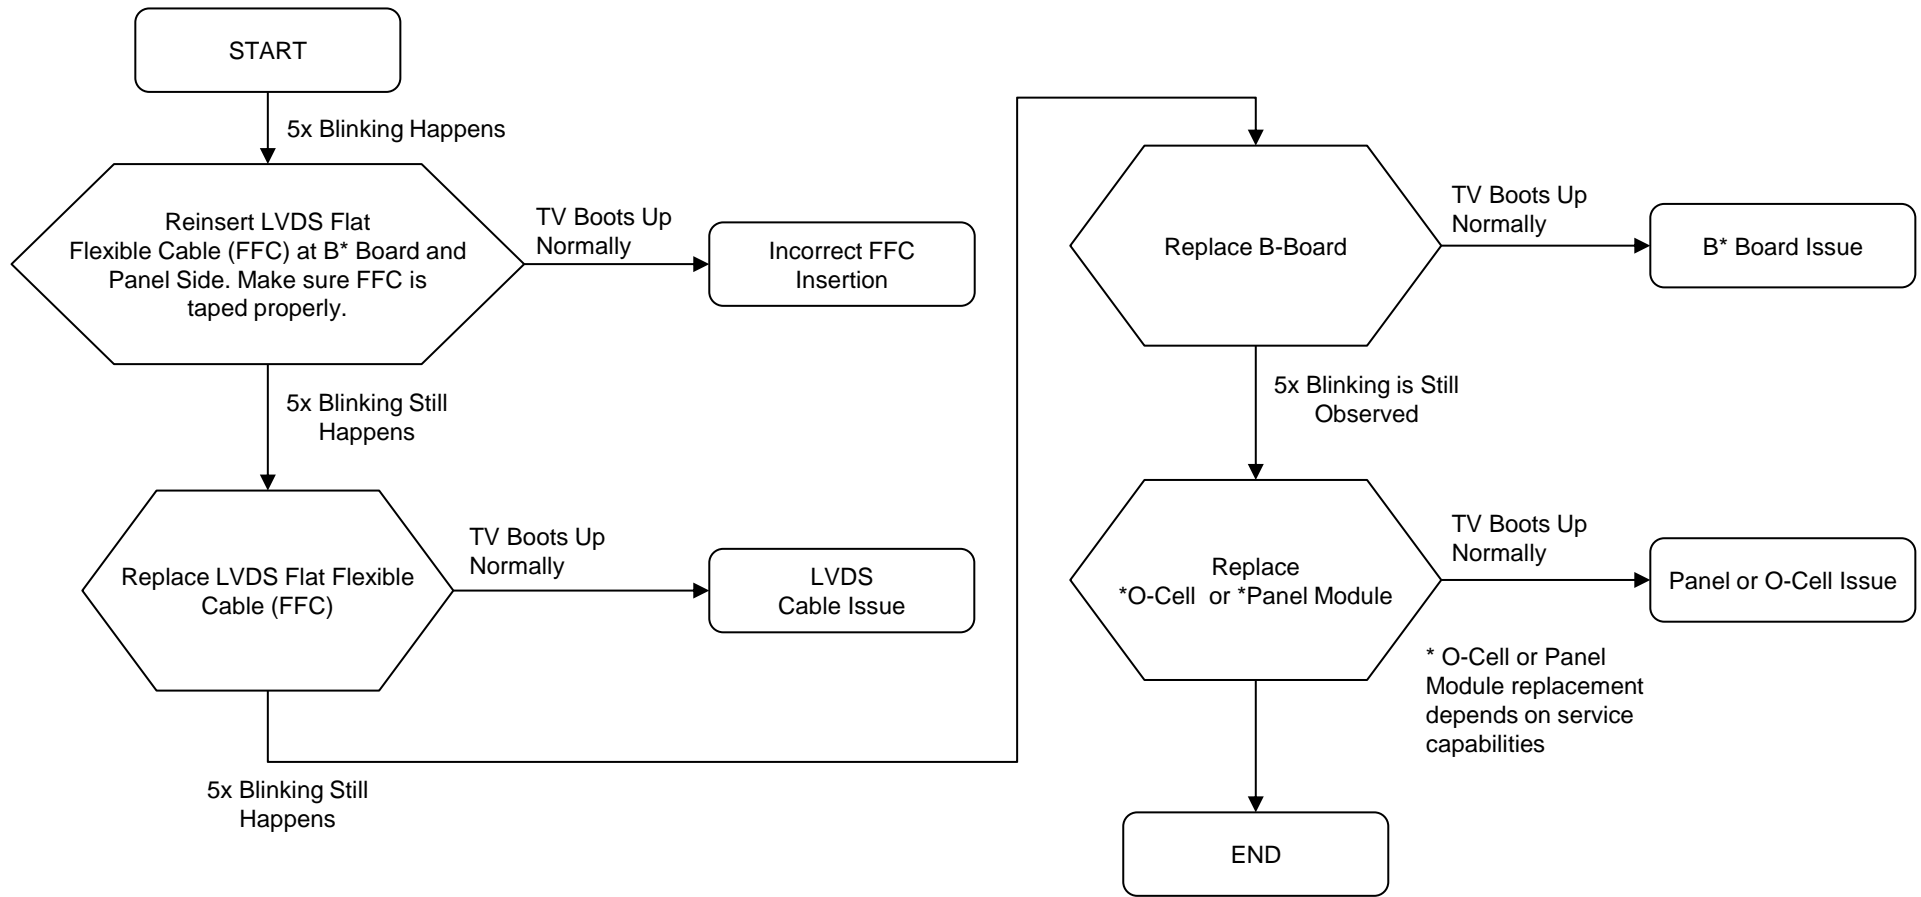 START
5x Blinking Happens
Reinsert LVDS Flat
Flexible Cable (FFC) at B* Board and
Panel Side. Make sure FFC is
taped properly.
TV Boots Up
Normally
Incorrect FFC
Insertion
5x Blinking Still
Happens
Replace LVDS Flat Flexible
Cable (FFC)
TV Boots Up
Normally
LVDS
Cable Issue
5x Blinking Still
Happens
Replace B-Board
TV Boots Up
Normally
B* Board Issue
5x Blinking is Still
Observed
Replace
*O-Cell or *Panel Module
TV Boots Up
Normally
Panel or O-Cell Issue
* O-Cell or Panel
Module replacement
depends on service
capabilities
END